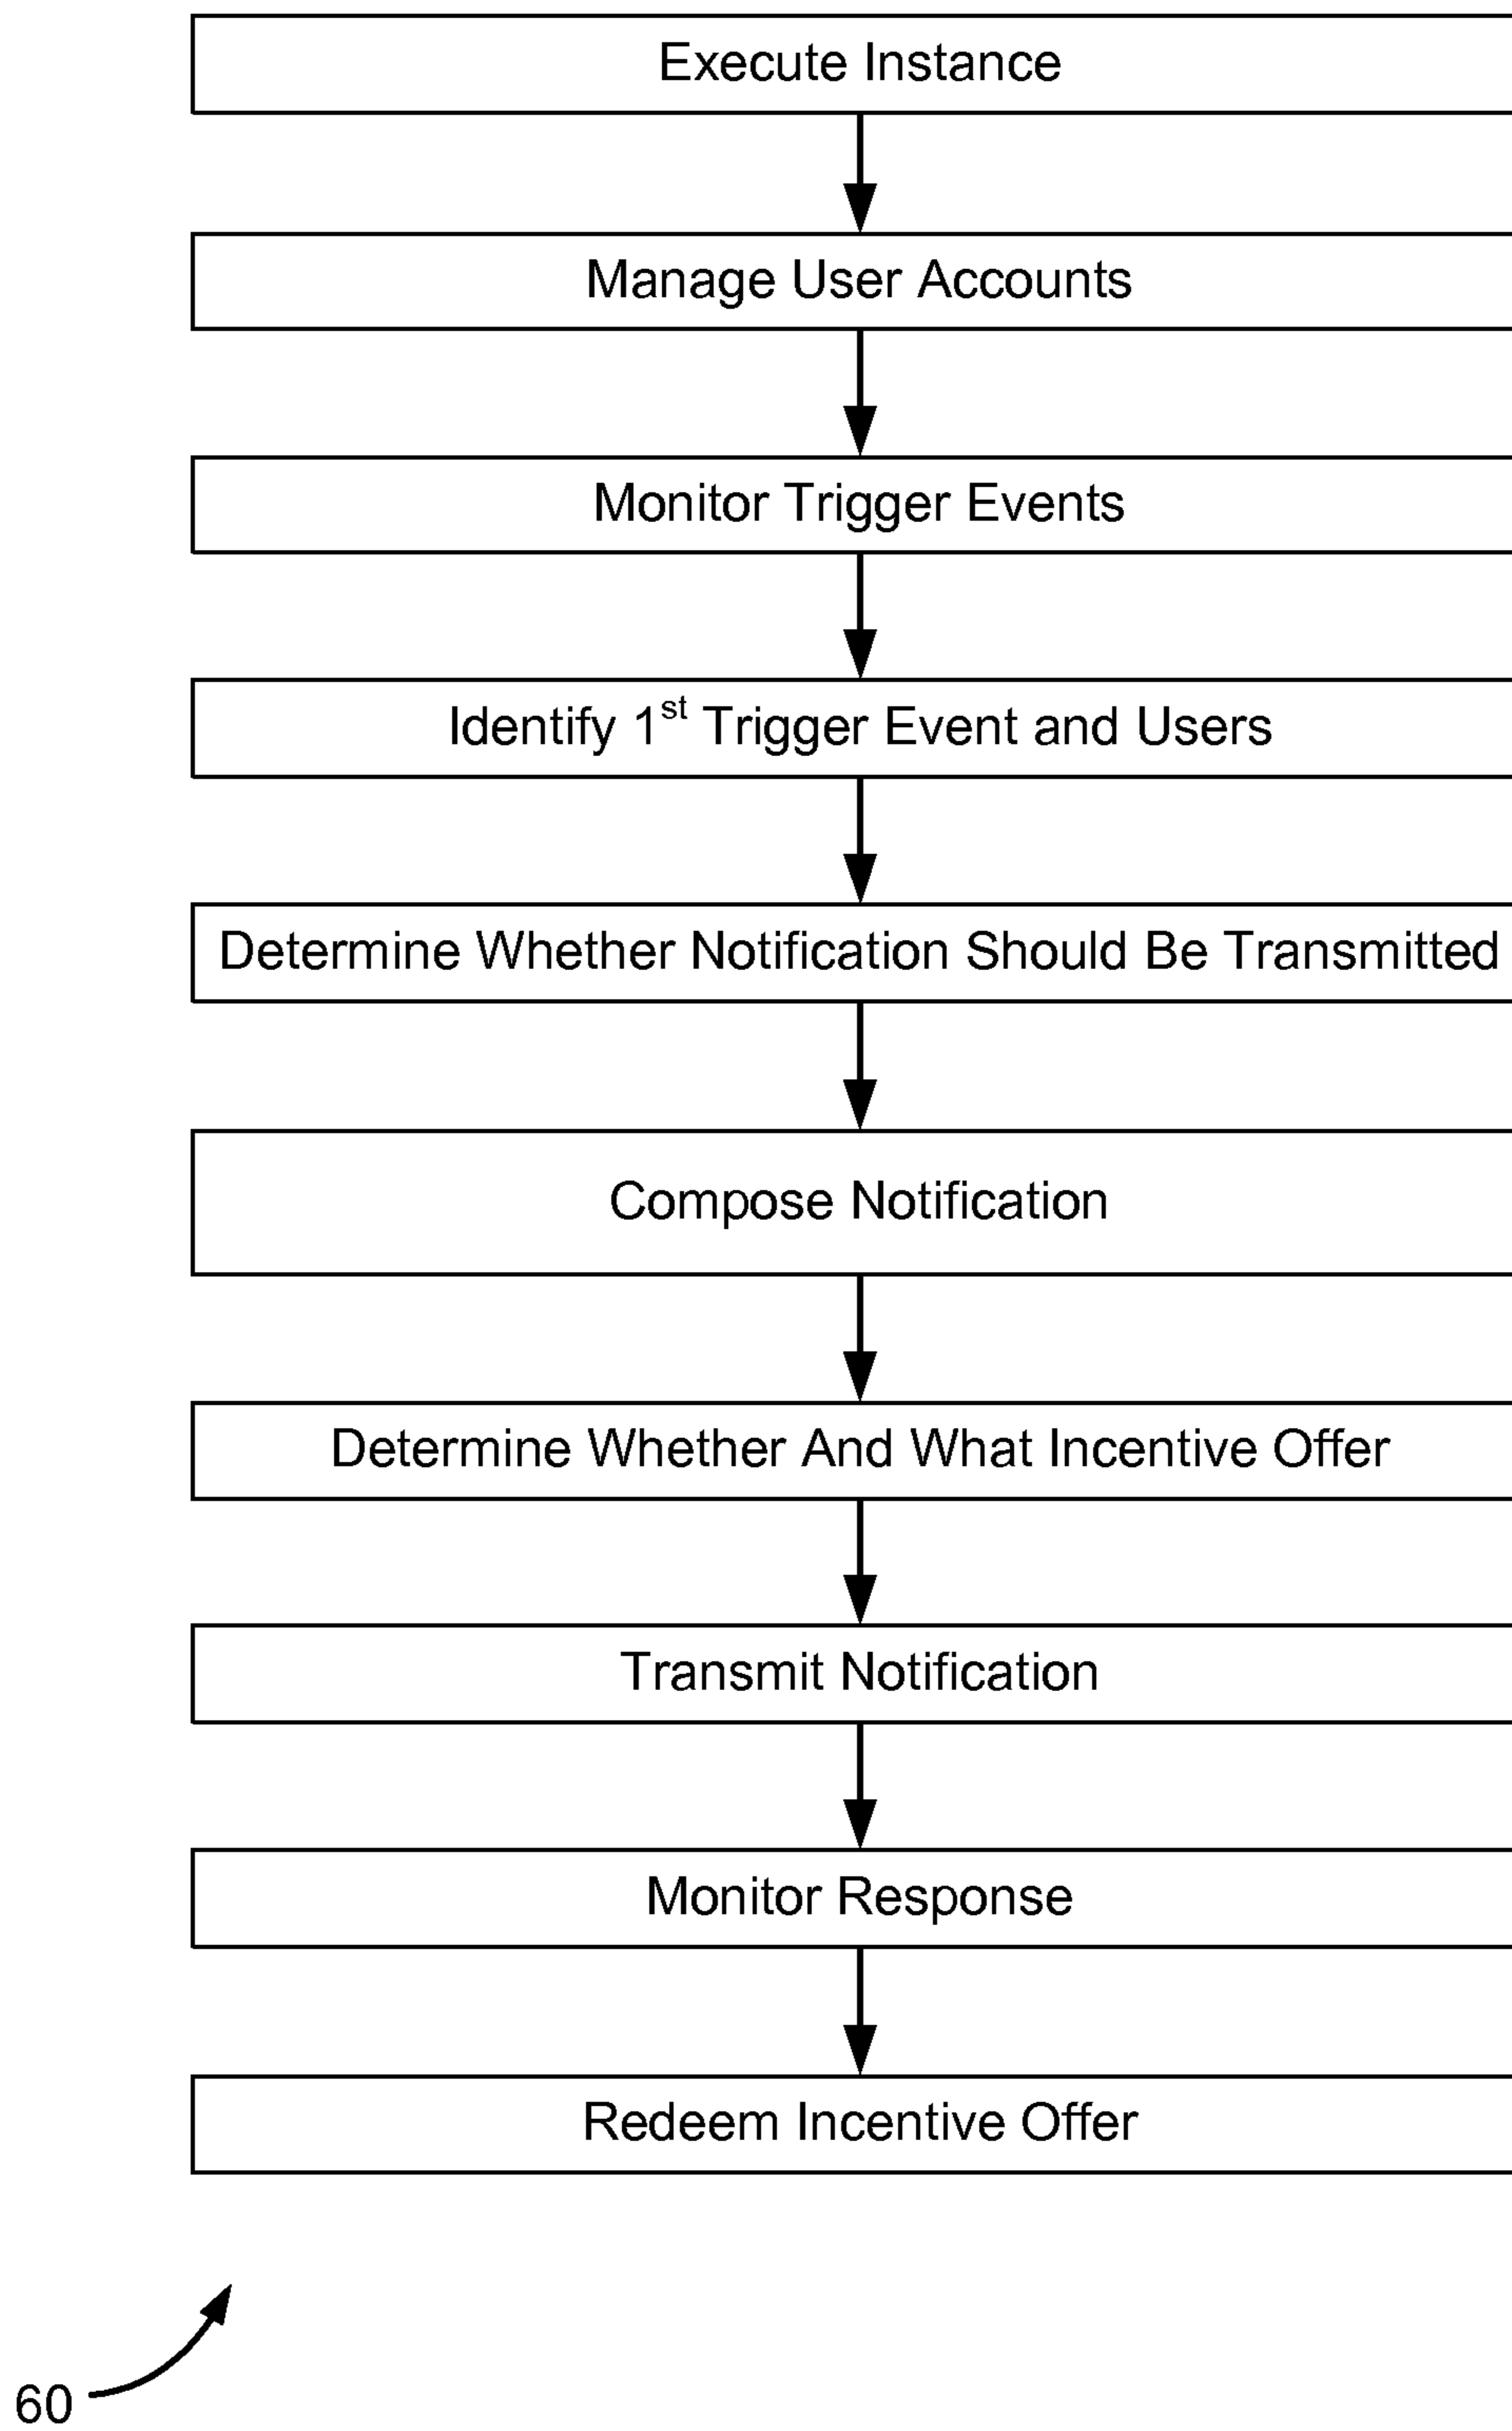 Execute Instance
Manage User Accounts
Monitor Trigger Events
Identify 1st Trigger Event and Users
Determine Whether Notification Should Be Transmitted
Compose Notification
Determine Whether And What Incentive Offer
Transmit Notification
Monitor Response
Redeem Incentive Offer
60